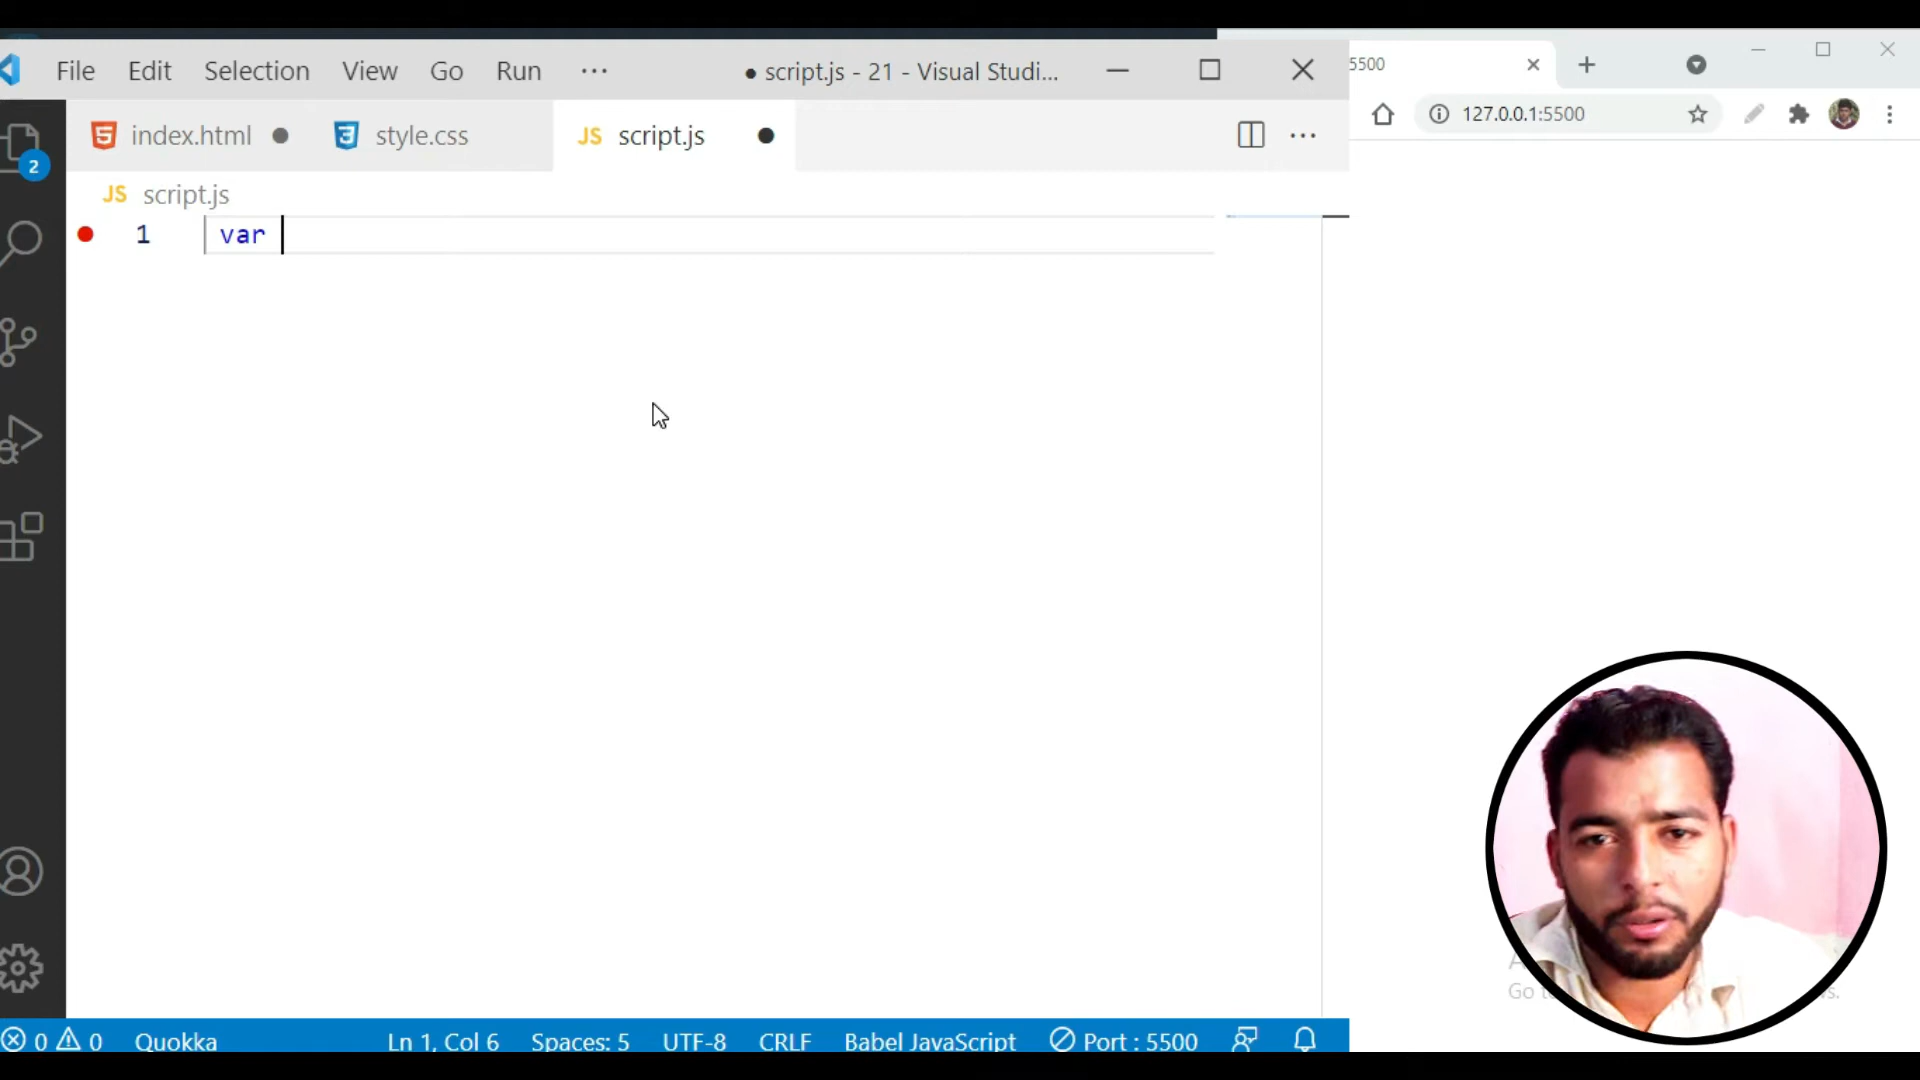 File Edit Selection View Go Run ··· ● script.js - 21 - Visual Studi...
5500
127.0.0.1:5500
index.html style.css JS script.js
2
JS script.js
1 var
Go t
0 0 Quokka Ln 1, Col 6 Spaces: 5 UTF-8 CRLF Babel JavaScript Port : 5500